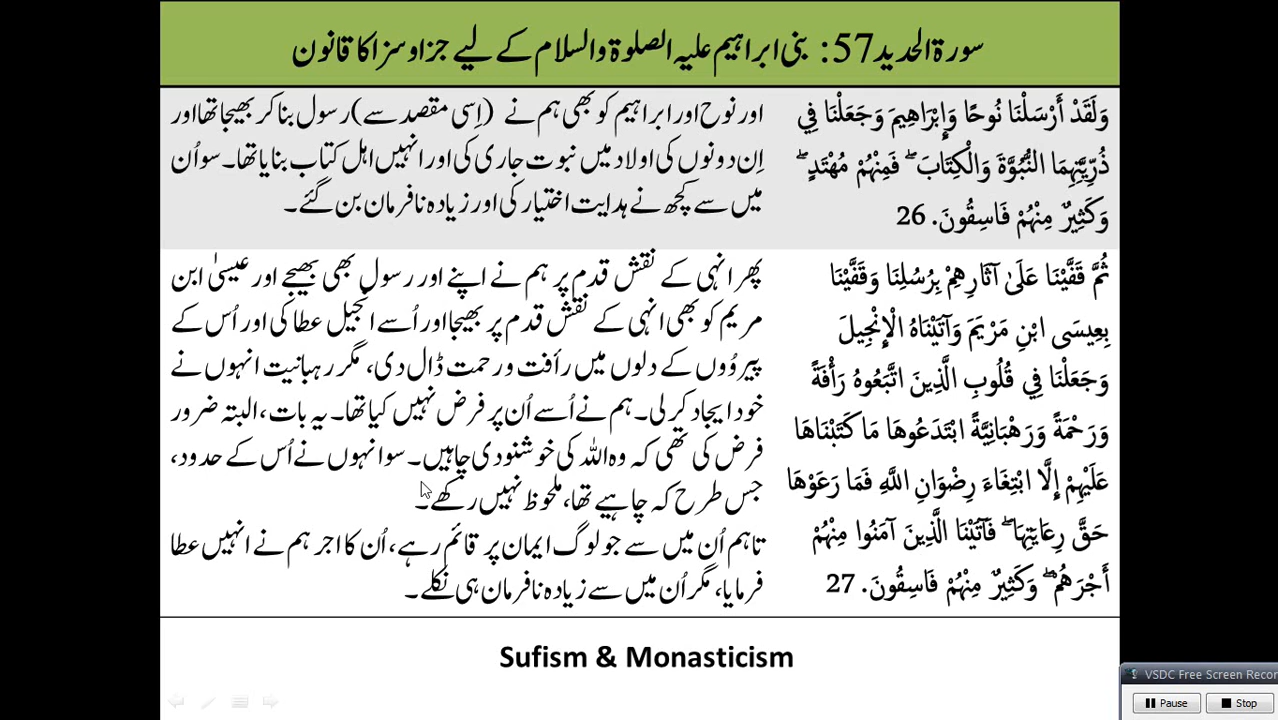 سورۃ الحدید 57: بنی ابراہیم علیہ الصلوۃ والسلام کے لیے جزا و سزا کا قانون
وَلَقَدْ أَرْسَلْنَا نُوحًا وَإِبْرَاهِيمَ وَجَعَلْنَا فِي
ذُرِّيَّتِهِمَا النُّبُوَّةَ وَالْكِتَابَ ۖ فَمِنْهُمْ مُهْتَدٍ ۖ
وَكَثِيرٌ مِنْهُمْ فَاسِقُونَ. 26
اور نوح اور ابراہیم کو بھی ہم نے (اِسی مقصد سے) رسول بنا کر بھیجا تھا اور
اِن دونوں کی اولاد میں نبوت جاری کی اور انہیں اہل کتاب بنایا تھا۔ سو اُن
میں سے کچھ نے ہدایت اختیار کی اور زیادہ نافرمان بن گئے۔
ثُمَّ قَفَّيْنَا عَلَىٰ آثَارِهِمْ بِرُسُلِنَا وَقَفَّيْنَا
بِعِيسَى ابْنِ مَرْيَمَ وَآتَيْنَاهُ الْإِنْجِيلَ
وَجَعَلْنَا فِي قُلُوبِ الَّذِينَ اتَّبَعُوهُ رَأْفَةً
وَرَحْمَةً وَرَهْبَانِيَّةً ابْتَدَعُوهَا مَا كَتَبْنَاهَا
عَلَيْهِمْ إِلَّا ابْتِغَاءَ رِضْوَانِ اللَّهِ فَمَا رَعَوْهَا
حَقَّ رِعَايَتِهَا ۖ فَآتَيْنَا الَّذِينَ آمَنُوا مِنْهُمْ
أَجْرَهُمْ ۖ وَكَثِيرٌ مِنْهُمْ فَاسِقُونَ. 27
پھر انہی کے نقش قدم پر ہم نے اپنے اور رسول بھی بھیجے اور عیسیٰ ابن
مریم کو بھی انہی کے نقش قدم پر بھیجا اور اُسے انجیل عطا کی اور اُس کے
پیروؤں کے دلوں میں رأفت و رحمت ڈال دی، مگر رہبانیت انہوں نے
خود ایجاد کر لی۔ ہم نے اُسے اُن پر فرض نہیں کیا تھا۔ یہ بات، البتہ ضرور
فرض کی تھی کہ وہ اللہ کی خوشنودی چاہیں۔ سو انہوں نے اُس کے حدود،
جس طرح کہ چاہیے تھا، ملحوظ نہیں رکھے۔
تاہم اُن میں سے جو لوگ ایمان پر قائم رہے، اُن کا اجر ہم نے انہیں عطا
فرمایا، مگر اُن میں سے زیادہ نافرمان ہی نکلے۔
Sufism & Monasticism
VSDC Free Screen Recor
Pause Stop